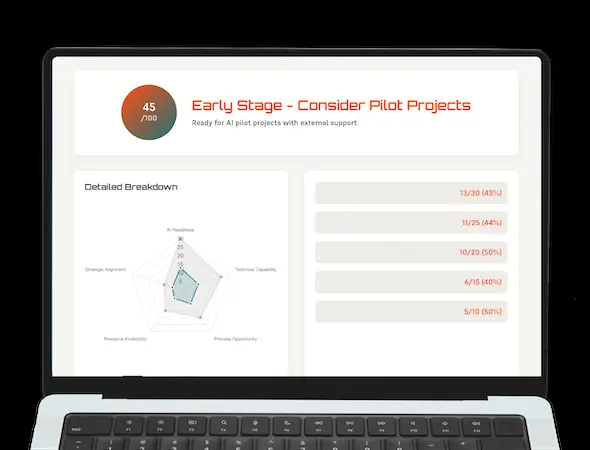 45
/100
Early Stage - Consider Pilot Projects
Ready for AI pilot projects with external support
Detailed Breakdown
AI Readiness
30
25
20
15
10
5
Strategic Alignment
Technical Capability
Resource Availability
Process Opportunity
13/30 (43%)
11/25 (44%)
10/20 (50%)
6/15 (40%)
5/10 (50%)
esc